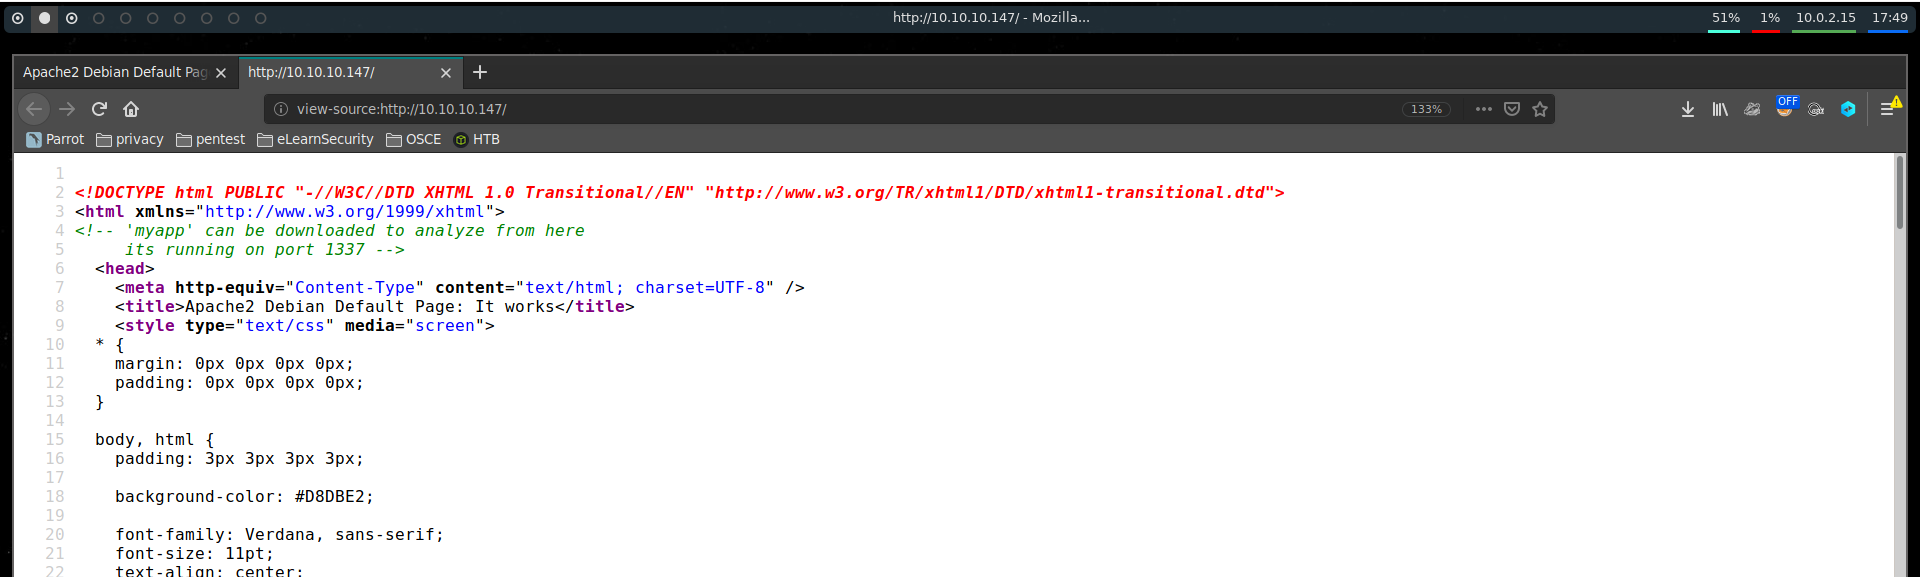 http://10.10.10.147/ - Mozilla...
51% 1% 10.0.2.15 17:49
Apache2 Debian Default Pag
http://10.10.10.147/
view-source:http://10.10.10.147/
133%
OFF
Parrot privacy pentest eLearnSecurity OSCE HTB
1
2 <!DOCTYPE html PUBLIC "-//W3C//DTD XHTML 1.0 Transitional//EN" "http://www.w3.org/TR/xhtml1/DTD/xhtml1-transitional.dtd">
3 <html xmlns="http://www.w3.org/1999/xhtml">
4 <!-- 'myapp' can be downloaded to analyze from here
5 its running on port 1337 -->
6 <head>
7 <meta http-equiv="Content-Type" content="text/html; charset=UTF-8" />
8 <title>Apache2 Debian Default Page: It works</title>
9 <style type="text/css" media="screen">
10 * {
11 margin: 0px 0px 0px 0px;
12 padding: 0px 0px 0px 0px;
13 }
14
15 body, html {
16 padding: 3px 3px 3px 3px;
17
18 background-color: #D8DBE2;
19
20 font-family: Verdana, sans-serif;
21 font-size: 11pt;
22 text-align: center;